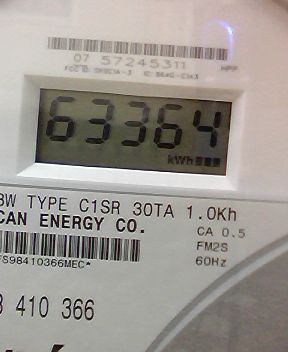 07 57245311
63364
kWh
3W TYPE C1SR 30TA 1.0Kh
CAN ENERGY CO.
CA 0.5
FM2S
60Hz
FS98410366MEC*
410 366